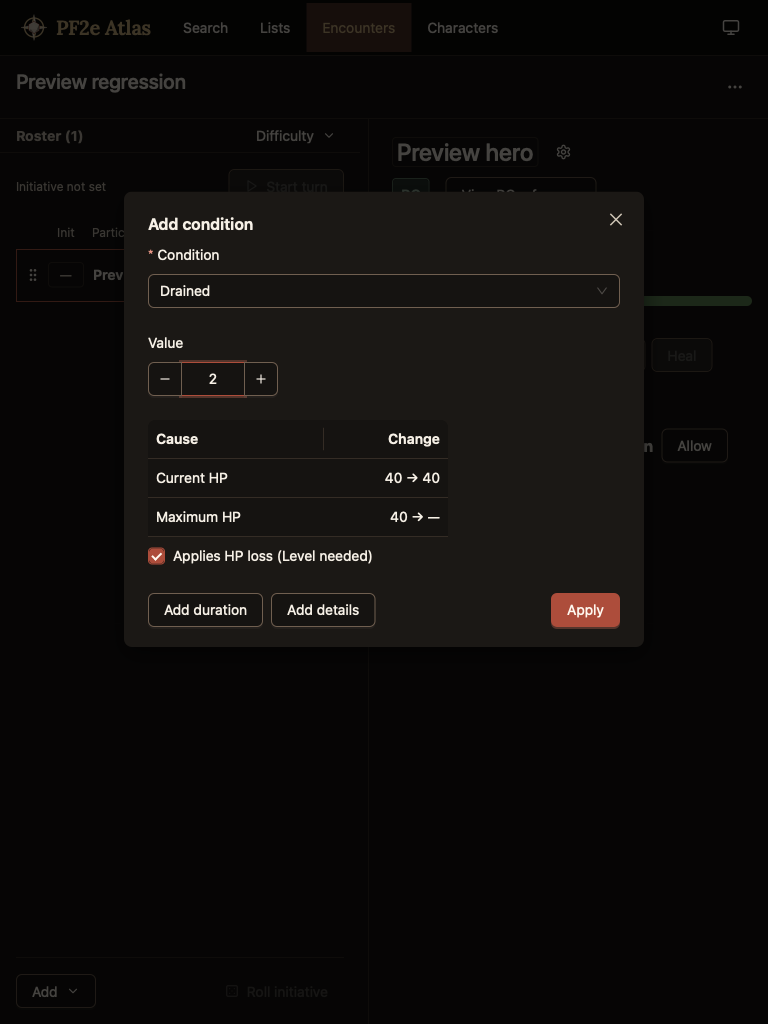 PF2e Atlas Search Lists Encounters Characters
Preview regression
Roster (1) Difficulty
Preview hero
Initiative not set Start turn
Init
Add condition
* Condition
Drained
Value
2
Cause Change
Current HP 40 → 40
Maximum HP 40 → —
Applies HP loss (Level needed)
Add duration Add details Apply
Heal
Allow
Add Roll initiative